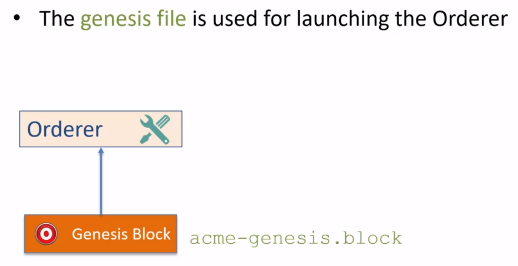 • The genesis file is used for launching the Orderer
Orderer
Genesis Block
acme-genesis.block